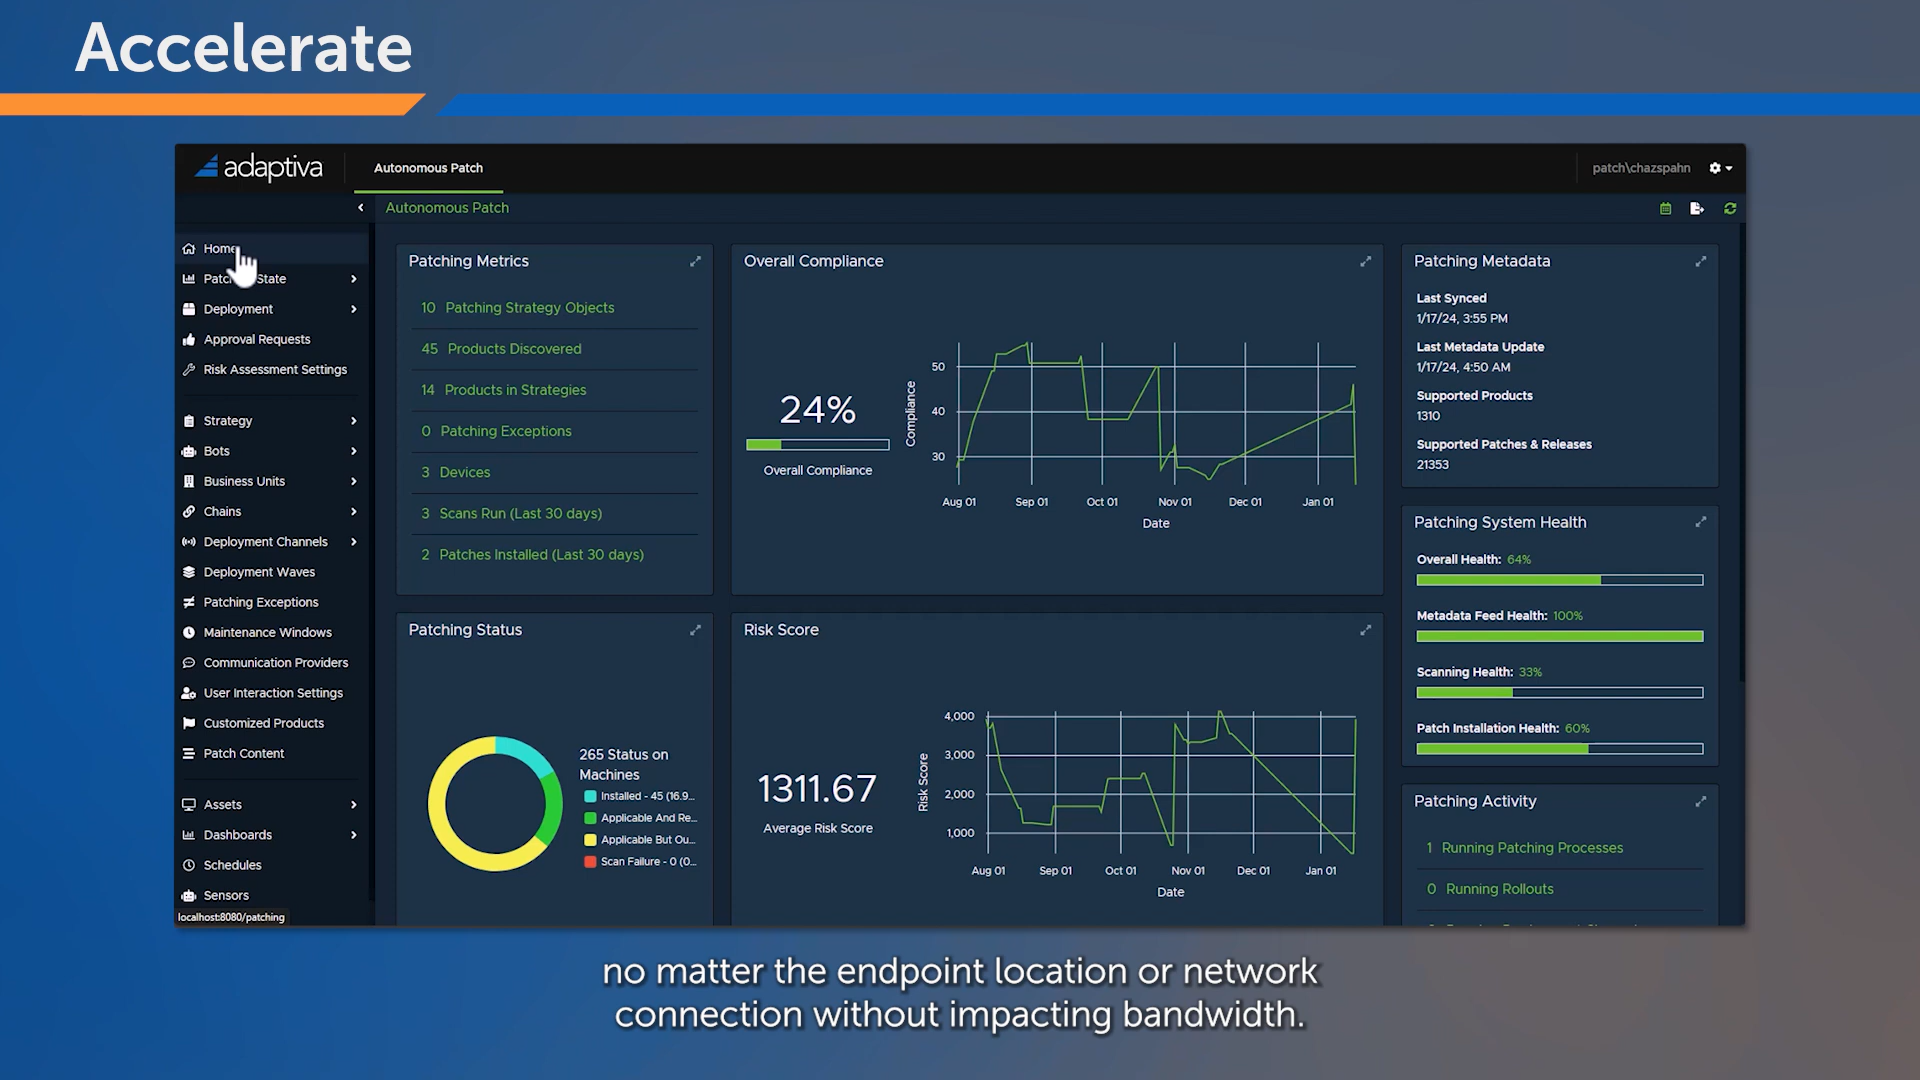 Accelerate
adaptiva
Autonomous Patch
patch\chazspahn
Autonomous Patch
Home
State
Deployment
Approval Requests
Risk Assessment Settings
Strategy
Bots
Business Units
Chains
Deployment Channels
Deployment Waves
Patching Exceptions
Maintenance Windows
Communication Providers
User Interaction Settings
Customized Products
Patch Content
Assets
Dashboards
Schedules
Sensors
localhost:8080/patching
Patching Metrics
10 Patching Strategy Objects
45 Products Discovered
14 Products in Strategies
0 Patching Exceptions
3 Devices
3 Scans Run (Last 30 days)
2 Patches Installed (Last 30 days)
Overall Compliance
24%
Overall Compliance
Compliance
50
40
30
Aug 01 Sep 01 Oct 01 Nov 01 Dec 01 Jan 01
Date
Patching Metadata
Last Synced
1/17/24, 3:55 PM
Last Metadata Update
1/17/24, 4:50 AM
Supported Products
1310
Supported Patches & Releases
21353
Patching System Health
Overall Health: 64%
Metadata Feed Health: 100%
Scanning Health: 33%
Patch Installation Health: 60%
Patching Status
265 Status on
Machines
Installed - 45 (16.9...
Applicable And Re...
Applicable But Ou...
Scan Failure - 0 (0...
Risk Score
1311.67
Average Risk Score
Risk Score
4,000
3,000
2,000
1,000
Aug 01 Sep 01 Oct 01 Nov 01 Dec 01 Jan 01
Date
Patching Activity
1 Running Patching Processes
0 Running Rollouts
no matter the endpoint location or network
connection without impacting bandwidth.